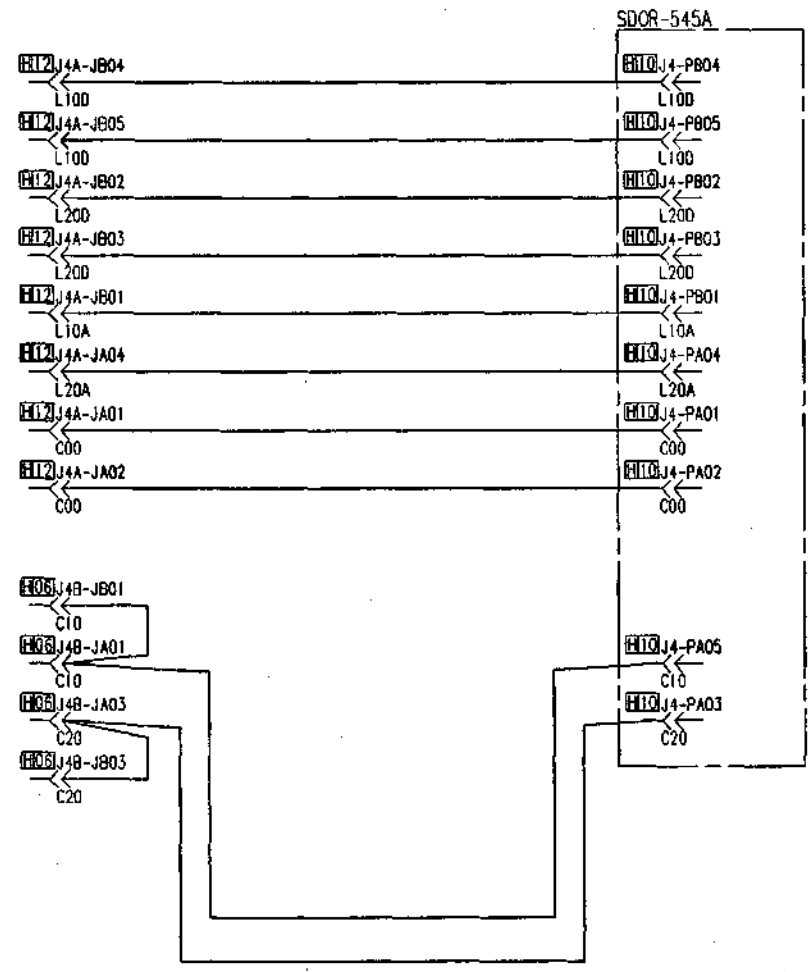 SDOR-545A
H12 J4A-JB04 H10 J4-PB04
L10D L10D
H12 J4A-JB05 H10 J4-PB05
L10D L10D
H12 J4A-JB02 H10 J4-PB02
L20D L20D
H12 J4A-JB03 H10 J4-PB03
L20D L20D
H12 J4A-JB01 H10 J4-PB01
L10A L10A
H12 J4A-JA04 H10 J4-PA04
L20A L20A
H12 J4A-JA01 H10 J4-PA01
C00 C00
H12 J4A-JA02 H10 J4-PA02
C00 C00
H06 J4B-JB01
C10
H06 J4B-JA01 H10 J4-PA05
C10 C10
H06 J4B-JA03 H10 J4-PA03
C20 C20
H06 J4B-JB03
C20